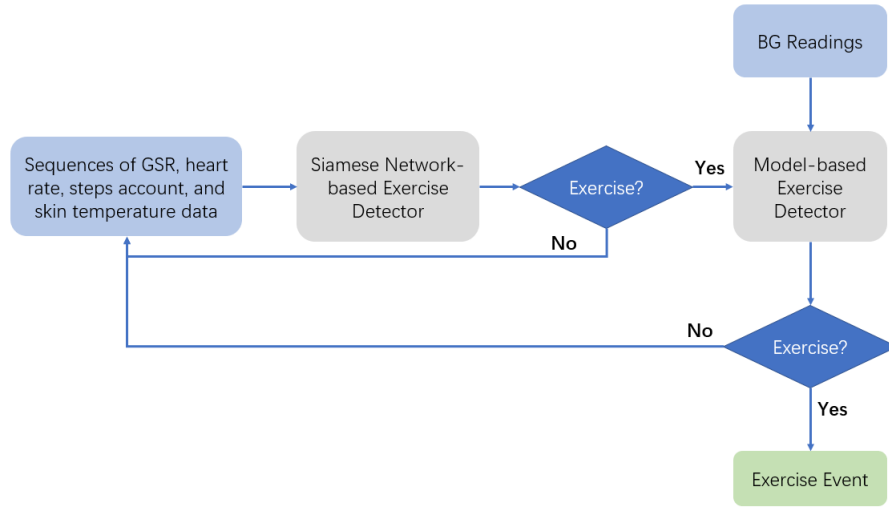 BG Readings
Sequences of GSR, heart
rate, steps account, and
skin temperature data
Siamese Network-
based Exercise
Detector
Exercise?
Yes
Model-based
Exercise
Detector
No
No
Exercise?
Yes
Exercise Event